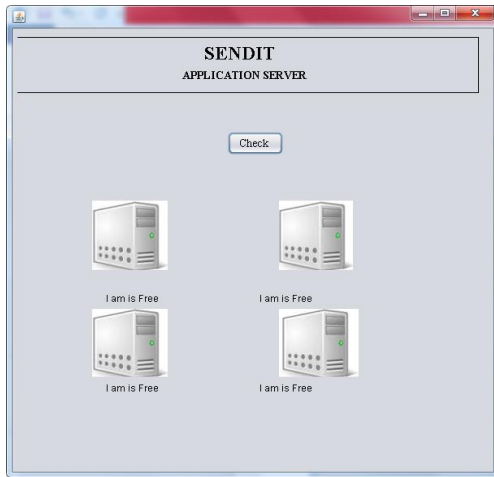 SENDIT
APPLICATION SERVER
Check
I am is Free
I am is Free
I am is Free
I am is Free